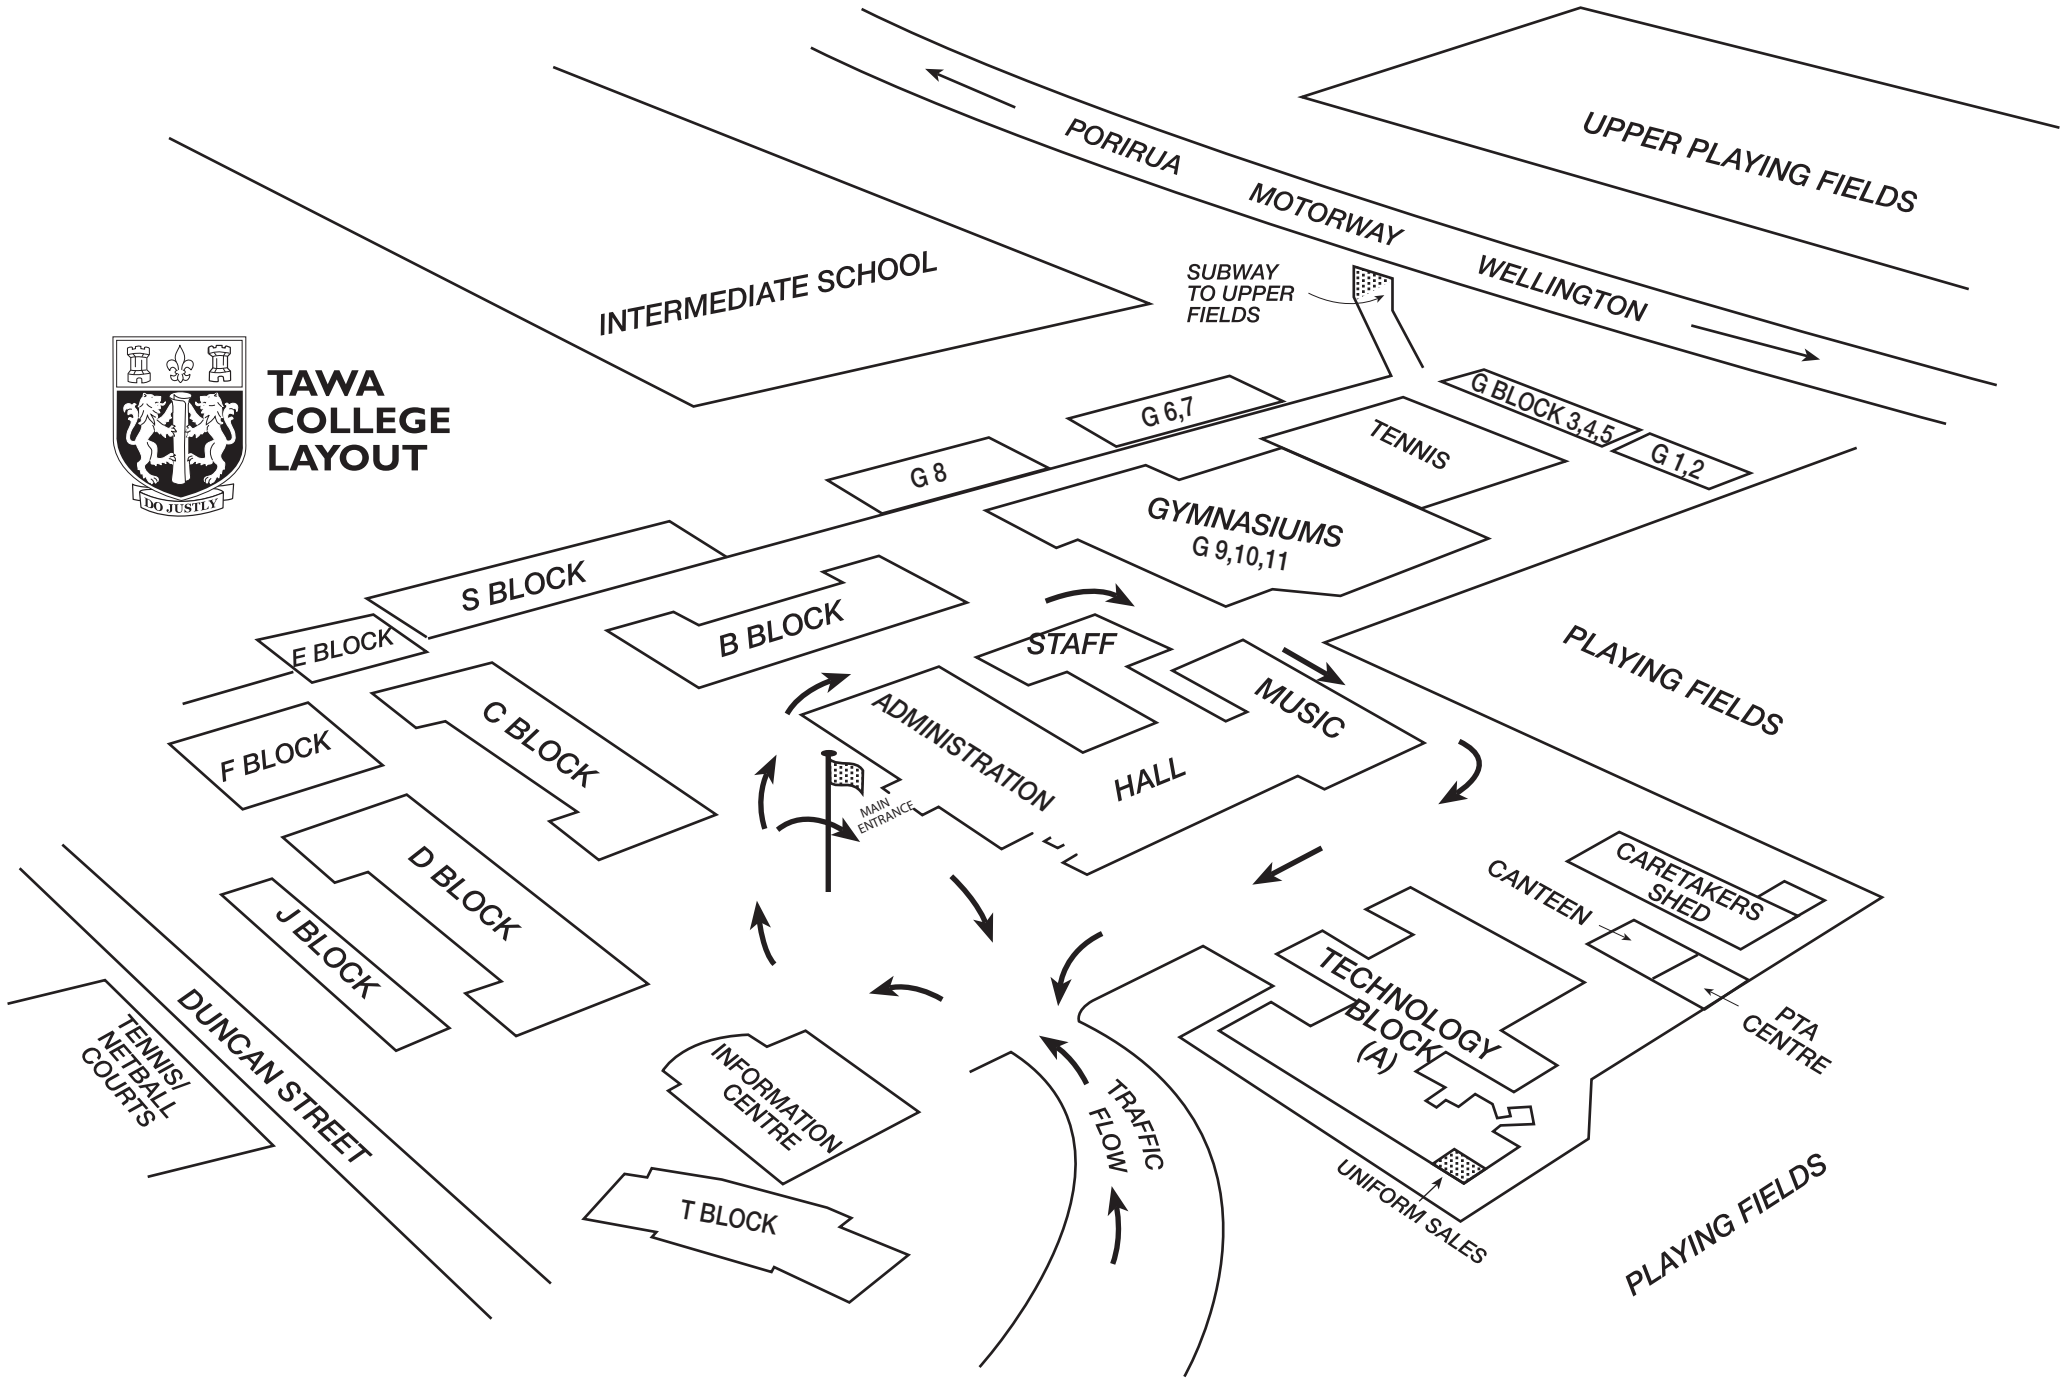 UPPER PLAYING FIELDS
PORIRUA
MOTORWAY
WELLINGTON
INTERMEDIATE SCHOOL
SUBWAY
TO UPPER
FIELDS
TAWA
COLLEGE
LAYOUT
DO JUSTLY
G BLOCK 3,4,5
G 1,2
G 6,7
TENNIS
G 8
GYMNASIUMS
G 9,10,11
S BLOCK
E BLOCK
B BLOCK
STAFF
MUSIC
PLAYING FIELDS
F BLOCK
C BLOCK
ADMINISTRATION
HALL
MAIN
ENTRANCE
D BLOCK
J BLOCK
CARETAKERS
SHED
CANTEEN
TECHNOLOGY
BLOCK
(A)
PTA
CENTRE
TENNIS/
NETBALL
COURTS
DUNCAN STREET
INFORMATION
CENTRE
TRAFFIC
FLOW
T BLOCK
UNIFORM SALES
PLAYING FIELDS